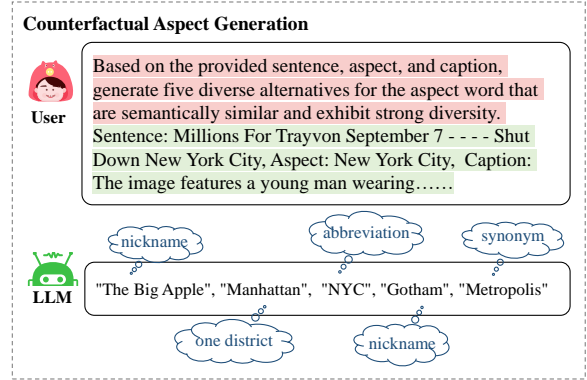 Counterfactual Aspect Generation
Based on the provided sentence, aspect, and caption,
generate five diverse alternatives for the aspect word that
are semantically similar and exhibit strong diversity.
User
Sentence: Millions For Trayvon September 7 - - - - Shut
Down New York City, Aspect: New York City, Caption:
The image features a young man wearing……
nickname
abbreviation
synonym
LLM
"The Big Apple", "Manhattan", "NYC", "Gotham", "Metropolis"
one district
nickname